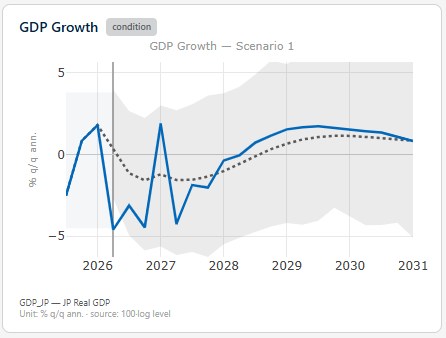 GDP Growth condition
GDP Growth — Scenario 1
% q/q ann.
5
0
−5
2026 2027 2028 2029 2030 2031
GDP_JP — JP Real GDP
Unit: % q/q ann. · source: 100·log level